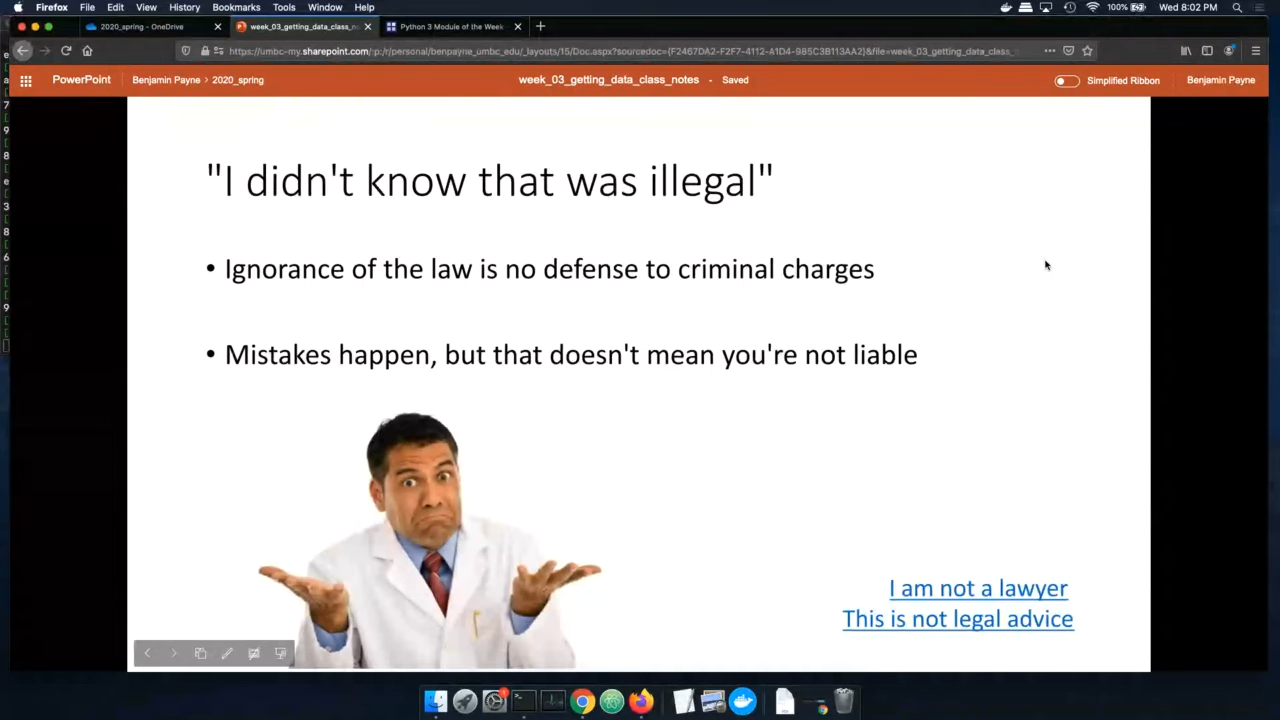 Firefox File Edit View History Bookmarks Tools Window Help 100% Wed 8:02 PM
2020_spring - OneDrive week_03_getting_data_class_ Python 3 Module of the Week
https://umbc-my.sharepoint.com/:p:/r/personal/benpayne_umbc_edu/_layouts/15/Doc.aspx?sourcedoc={F2467DA2-F2F7-4112-A1D4-985C3B113AA2}&file=week_03_getting_data_class_
PowerPoint Benjamin Payne > 2020_spring week_03_getting_data_class_notes - Saved Simplified Ribbon Benjamin Payne
"I didn't know that was illegal"
• Ignorance of the law is no defense to criminal charges
• Mistakes happen, but that doesn't mean you're not liable
I am not a lawyer
This is not legal advice